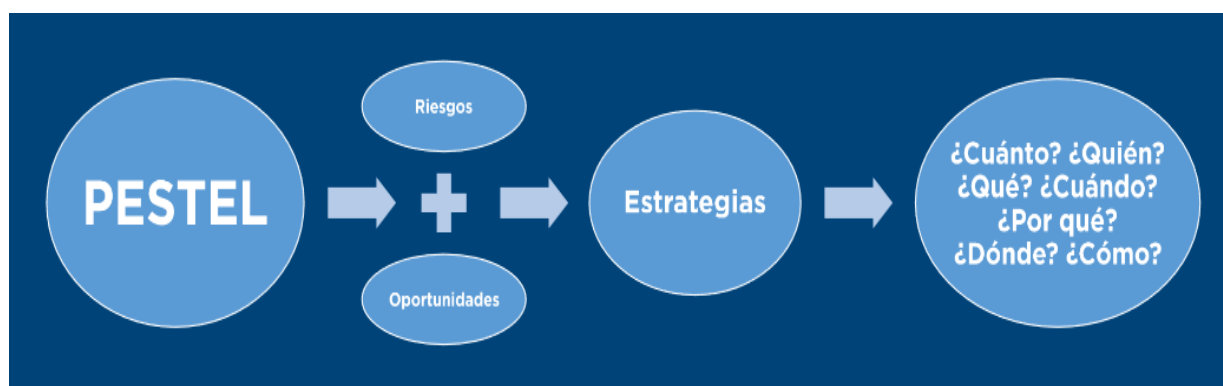 PESTEL
Riesgos
Oportunidades
Estrategias
¿Cuánto? ¿Quién?
¿Qué? ¿Cuándo?
¿Por qué?
¿Dónde? ¿Cómo?